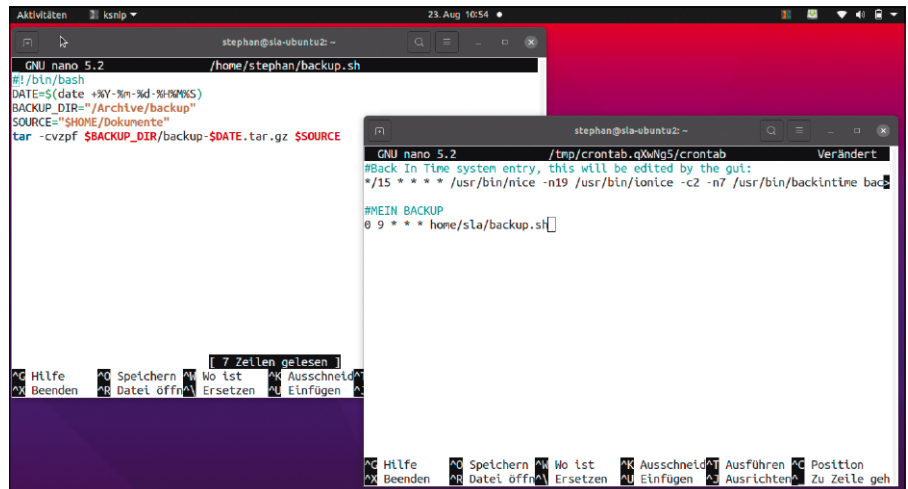 Aktivitäten ksnip 23. Aug 10:54
stephan@sla-ubuntu2: ~
GNU nano 5.2 /home/stephan/backup.sh
#!/bin/bash
DATE=$(date +%Y-%m-%d-%H%M%S)
BACKUP_DIR="/Archive/backup"
SOURCE="$HOME/Dokumente"
tar -cvzpf $BACKUP_DIR/backup-$DATE.tar.gz $SOURCE
[ 7 Zeilen gelesen ]
^G Hilfe ^O Speichern ^W Wo ist ^K Ausschneid
^X Beenden ^R Datei öffn ^\ Ersetzen ^U Einfügen
stephan@sla-ubuntu2: ~
GNU nano 5.2 /tmp/crontab.qXwNg5/crontab Verändert
#Back In Time system entry, this will be edited by the gui:
*/15 * * * * /usr/bin/nice -n19 /usr/bin/ionice -c2 -n7 /usr/bin/backintime bac>
#MEIN BACKUP
0 9 * * * home/sla/backup.sh
^G Hilfe ^O Speichern ^W Wo ist ^K Ausschneid ^T Ausführen ^C Position
^X Beenden ^R Datei öffn ^\ Ersetzen ^U Einfügen ^J Ausrichten ^_ Zu Zeile geh